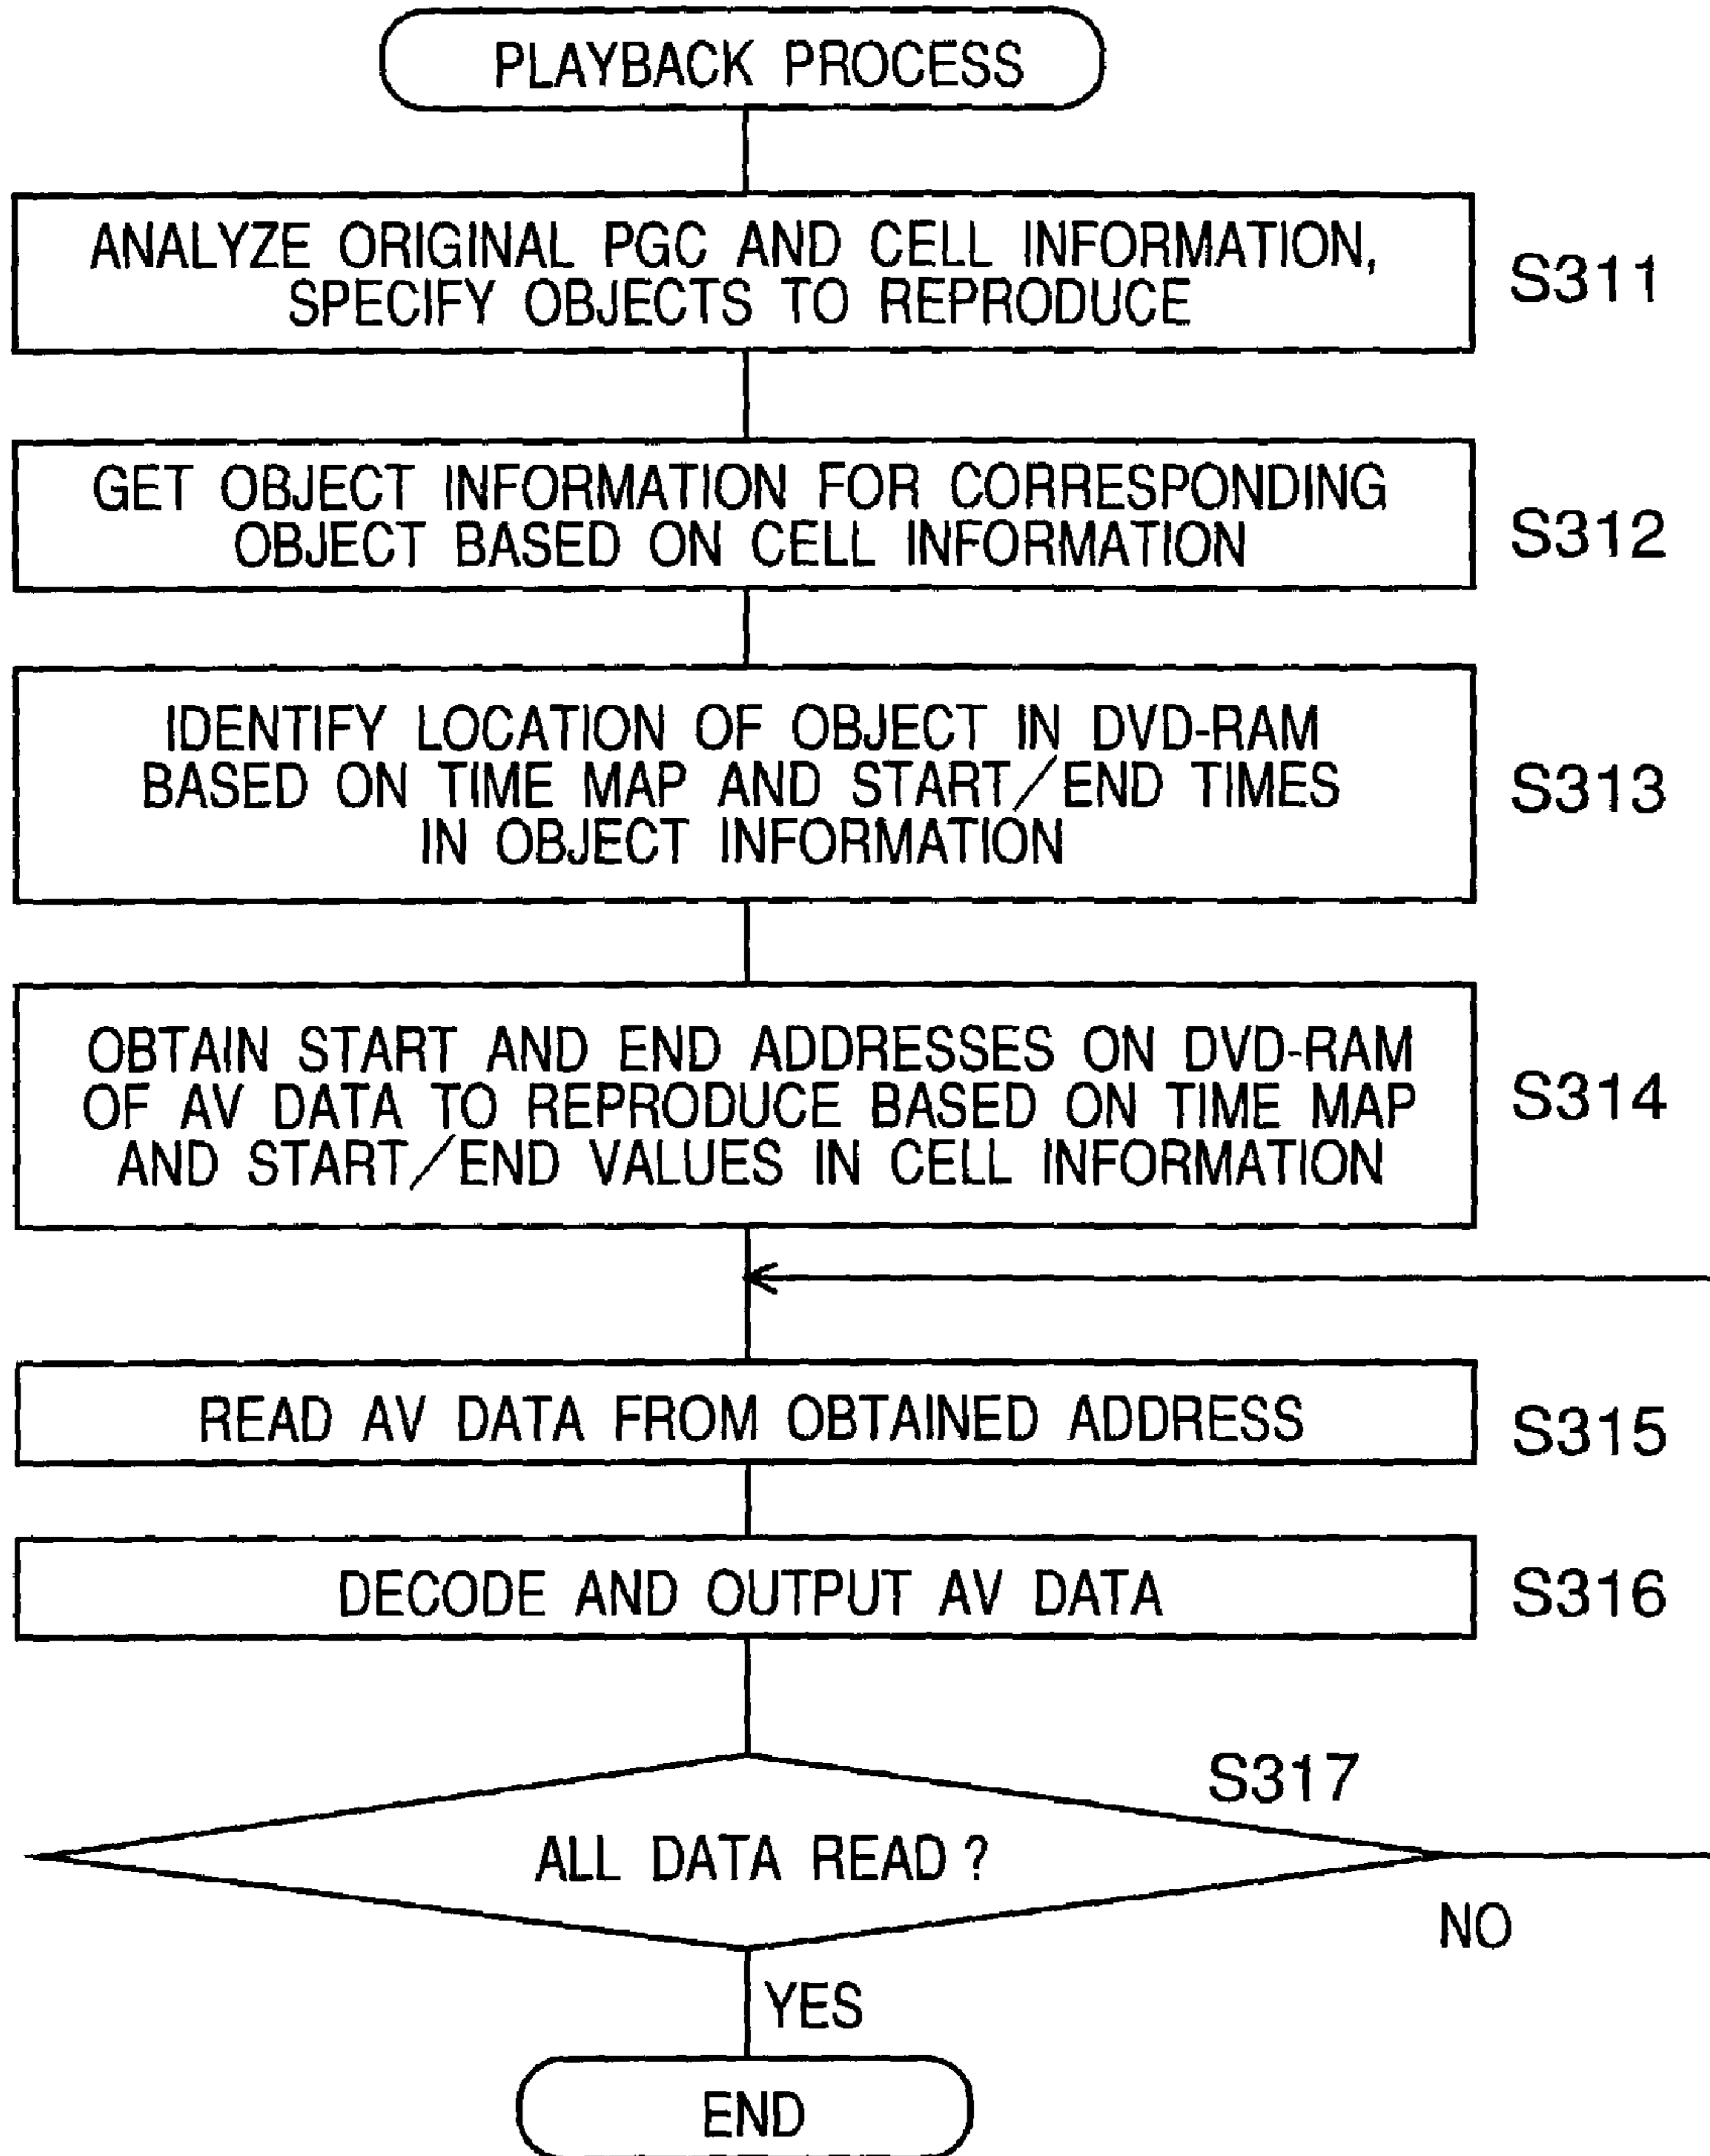 PLAYBACK PROCESS
ANALYZE ORIGINAL PGC AND CELL INFORMATION,
SPECIFY OBJECTS TO REPRODUCE
S311
GET OBJECT INFORMATION FOR CORRESPONDING
OBJECT BASED ON CELL INFORMATION
S312
IDENTIFY LOCATION OF OBJECT IN DVD-RAM
BASED ON TIME MAP AND START/END TIMES
IN OBJECT INFORMATION
S313
OBTAIN START AND END ADDRESSES ON DVD-RAM
OF AV DATA TO REPRODUCE BASED ON TIME MAP
AND START/END VALUES IN CELL INFORMATION
S314
READ AV DATA FROM OBTAINED ADDRESS
S315
DECODE AND OUTPUT AV DATA
S316
S317
ALL DATA READ ?
NO
YES
END